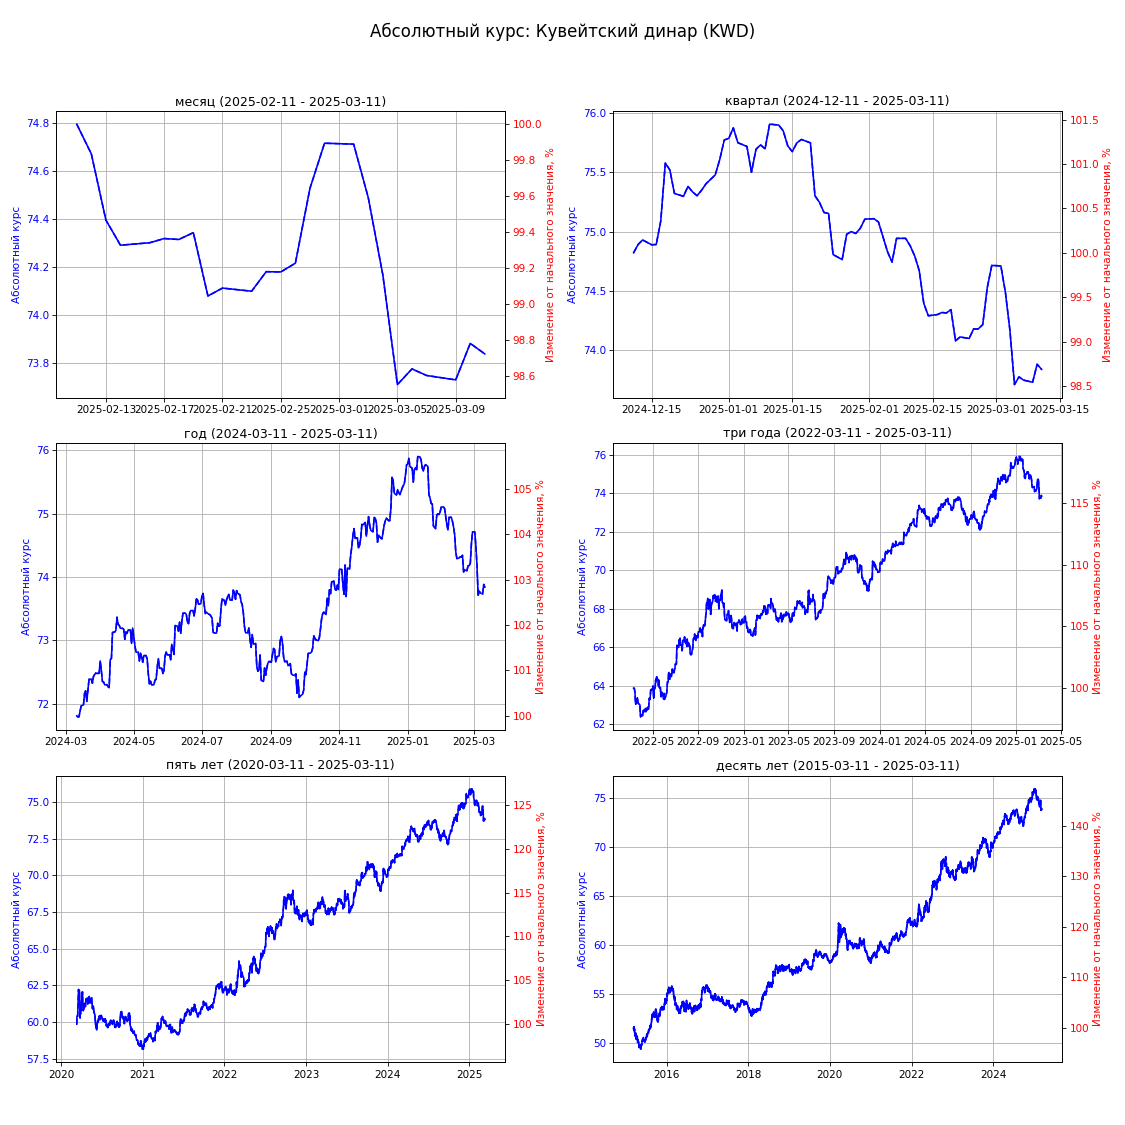 Абсолютный курс: Кувейтский динар (KWD)
месяц (2025-02-11 - 2025-03-11)
Абсолютный курс
74.8
74.6
74.4
74.2
74.0
73.8
100.0
99.8
99.6
99.4
99.2
99.0
98.8
98.6
Изменение от начального значения, %
2025-02-13 2025-02-17 2025-02-21 2025-02-25 2025-03-01 2025-03-05 2025-03-09
квартал (2024-12-11 - 2025-03-11)
Абсолютный курс
76.0
75.5
75.0
74.5
74.0
101.5
101.0
100.5
100.0
99.5
99.0
98.5
Изменение от начального значения, %
2024-12-15 2025-01-01 2025-01-15 2025-02-01 2025-02-15 2025-03-01 2025-03-15
год (2024-03-11 - 2025-03-11)
Абсолютный курс
76
75
74
73
72
105
104
103
102
101
100
Изменение от начального значения, %
2024-03 2024-05 2024-07 2024-09 2024-11 2025-01 2025-03
три года (2022-03-11 - 2025-03-11)
Абсолютный курс
76
74
72
70
68
66
64
62
115
110
105
100
Изменение от начального значения, %
2022-05 2022-09 2023-01 2023-05 2023-09 2024-01 2024-05 2024-09 2025-01 2025-05
пять лет (2020-03-11 - 2025-03-11)
Абсолютный курс
75.0
72.5
70.0
67.5
65.0
62.5
60.0
57.5
125
120
115
110
105
100
Изменение от начального значения, %
2020 2021 2022 2023 2024 2025
десять лет (2015-03-11 - 2025-03-11)
Абсолютный курс
75
70
65
60
55
50
140
130
120
110
100
Изменение от начального значения, %
2016 2018 2020 2022 2024